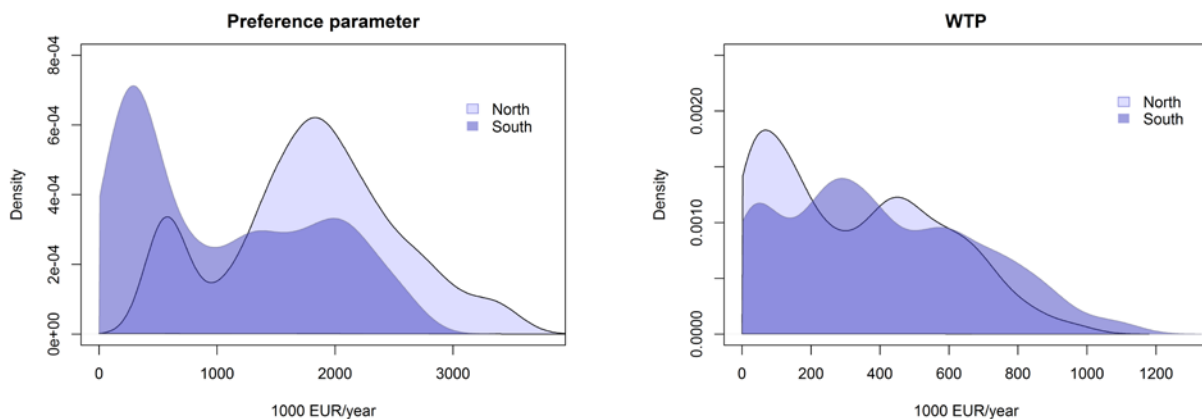 Preference parameter
Density
8e-04
6e-04
4e-04
2e-04
0e+00
North
South
0 1000 2000 3000
1000 EUR/year
WTP
Density
0.0020
0.0010
0.0000
North
South
0 200 400 600 800 1000 1200
1000 EUR/year